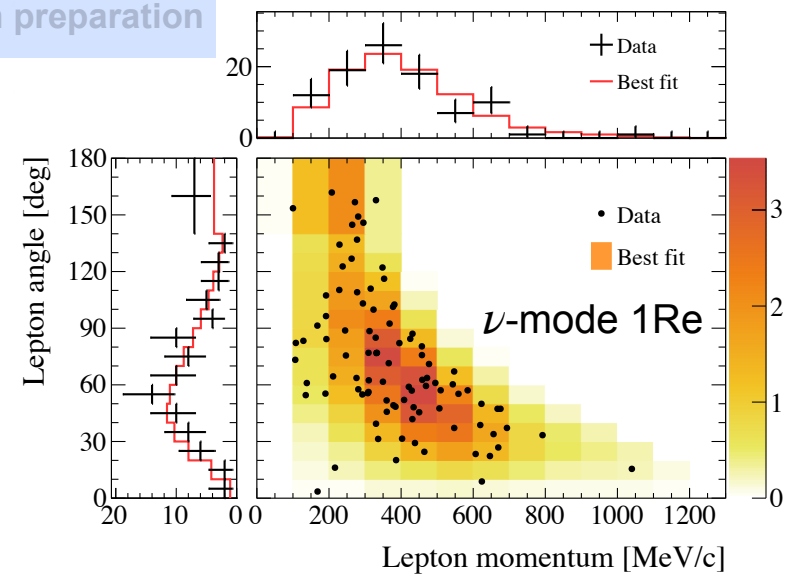 preparation
20
0
Data
Best fit
Lepton angle [deg]
180
150
120
90
60
30
0
20
10
0
Data
Best fit
ν-mode 1Re
3
2
1
0
0
200
400
600
800
1000
1200
Lepton momentum [MeV/c]